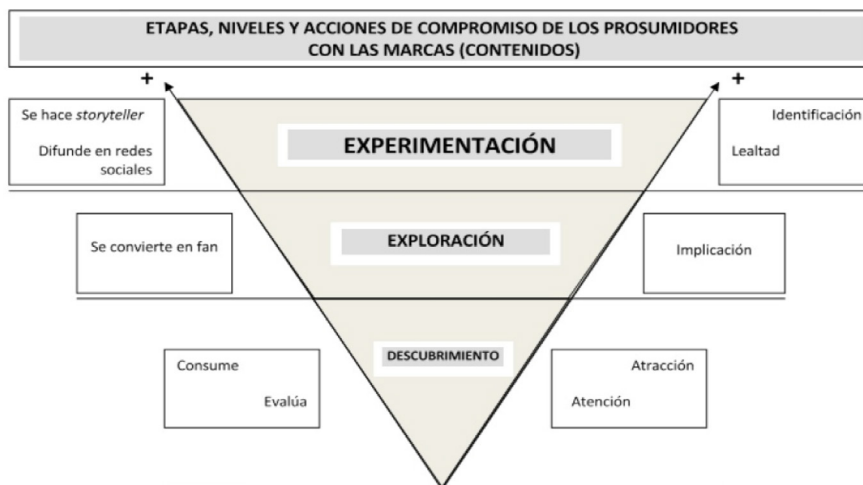 ETAPAS, NIVELES Y ACCIONES DE COMPROMISO DE LOS PROSUMIDORES
CON LAS MARCAS (CONTENIDOS)
+
+
Se hace storyteller
Difunde en redes
sociales
EXPERIMENTACIÓN
Identificación
Lealtad
Se convierte en fan
EXPLORACIÓN
Implicación
Consume
Evalúa
DESCUBRIMIENTO
Atracción
Atención